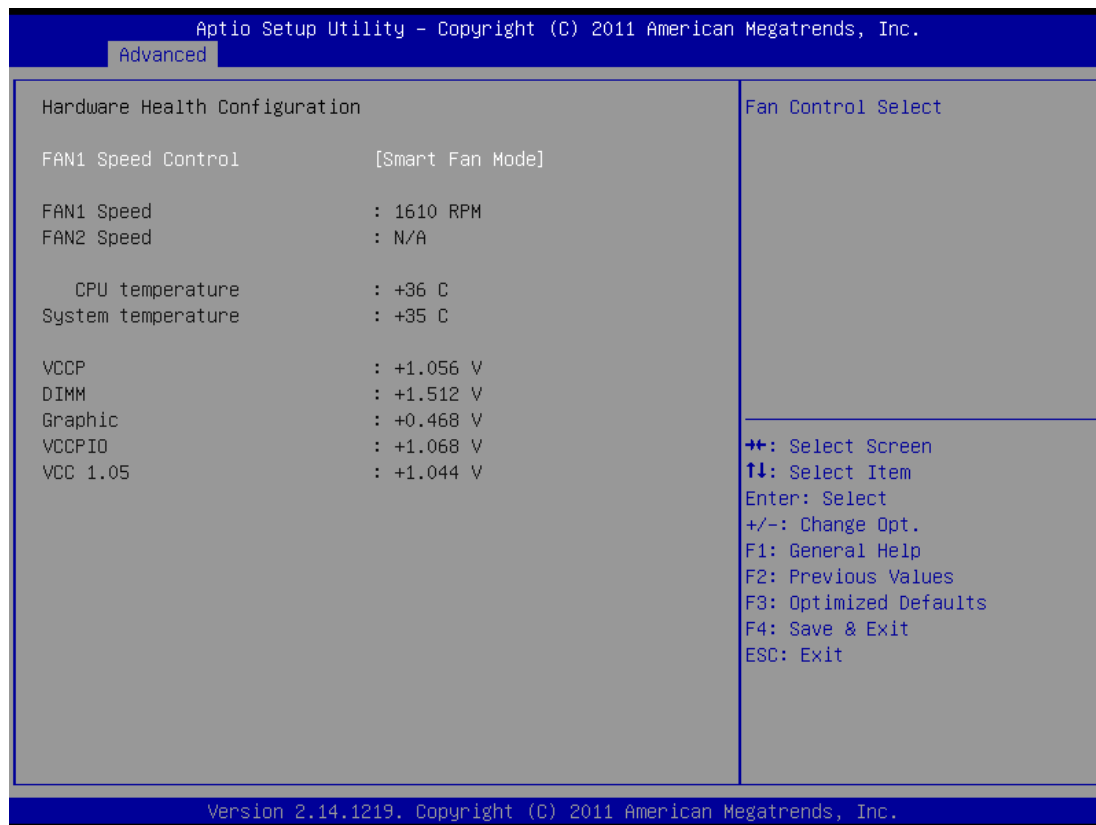 Aptio Setup Utility – Copyright (C) 2011 American Megatrends, Inc.
Advanced
Hardware Health Configuration
FAN1 Speed Control [Smart Fan Mode]
FAN1 Speed : 1610 RPM
FAN2 Speed : N/A
CPU temperature : +36 C
System temperature : +35 C
VCCP : +1.056 V
DIMM : +1.512 V
Graphic : +0.468 V
VCCPIO : +1.068 V
VCC 1.05 : +1.044 V
Fan Control Select
→←: Select Screen
↑↓: Select Item
Enter: Select
+/-: Change Opt.
F1: General Help
F2: Previous Values
F3: Optimized Defaults
F4: Save & Exit
ESC: Exit
Version 2.14.1219. Copyright (C) 2011 American Megatrends, Inc.